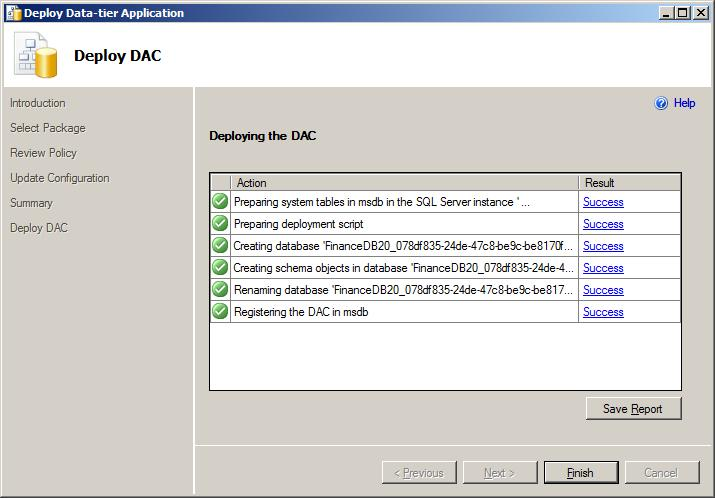 Deploy Data-tier Application
Deploy DAC
Introduction
Select Package
Review Policy
Update Configuration
Summary
Deploy DAC
Help
Deploying the DAC
Action Result
Preparing system tables in msdb in the SQL Server instance ' ... Success
Preparing deployment script Success
Creating database 'FinanceDB20_078df835-24de-47c8-be9c-be8170f... Success
Creating schema objects in database 'FinanceDB20_078df835-24de-4... Success
Renaming database 'FinanceDB20_078df835-24de-47c8-be9c-be817... Success
Registering the DAC in msdb Success
Save Report
< Previous Next > Finish Cancel